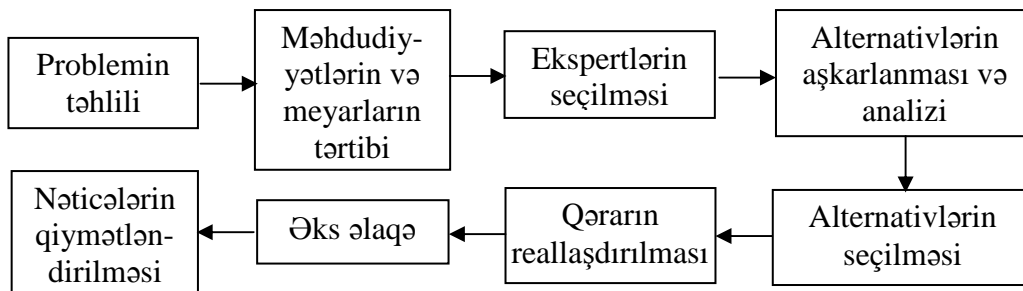 Problemin
təhlili
Məhdudiy-
yətlərin və
meyarların
tərtibi
Ekspertlərin
seçilməsi
Alternativlərin
aşkarlanması və
analizi
Alternativlərin
seçilməsi
Qərarın
reallaşdırılması
Əks əlaqə
Nəticələrin
qiymətlən-
dirilməsi